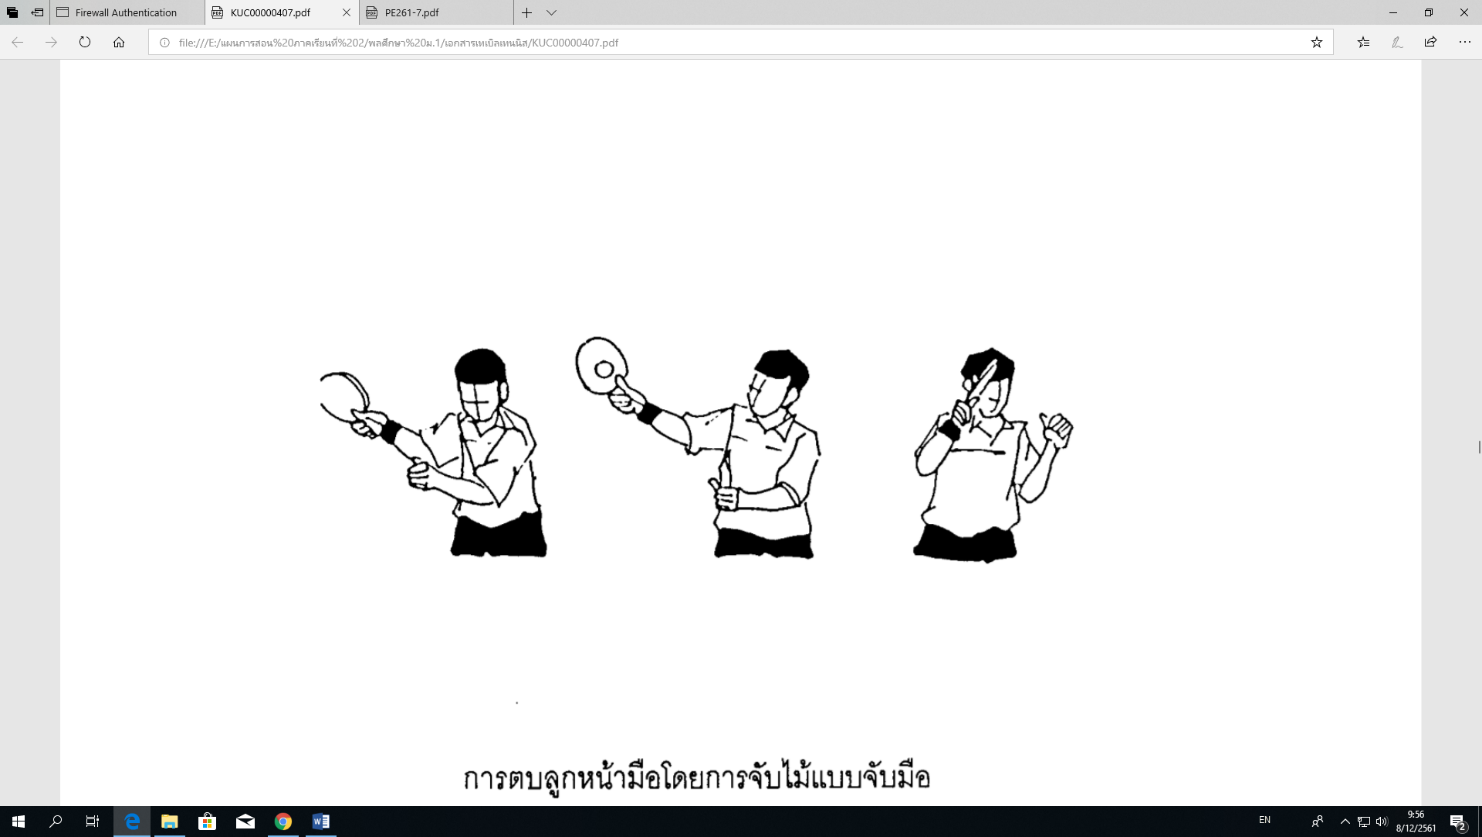 Firewall Authentication
KUC00000407.pdf
PE261-7.pdf
file:///E:/แผนการสอน%20ภาคเรียนที่%202/พลศึกษา%20ม.1/เอกสารเทเบิลเทนนิส/KUC00000407.pdf
การตบลูกหน้ามือโดยการจับไม้แบบจับมือ
EN
9:56
8/12/2561
2